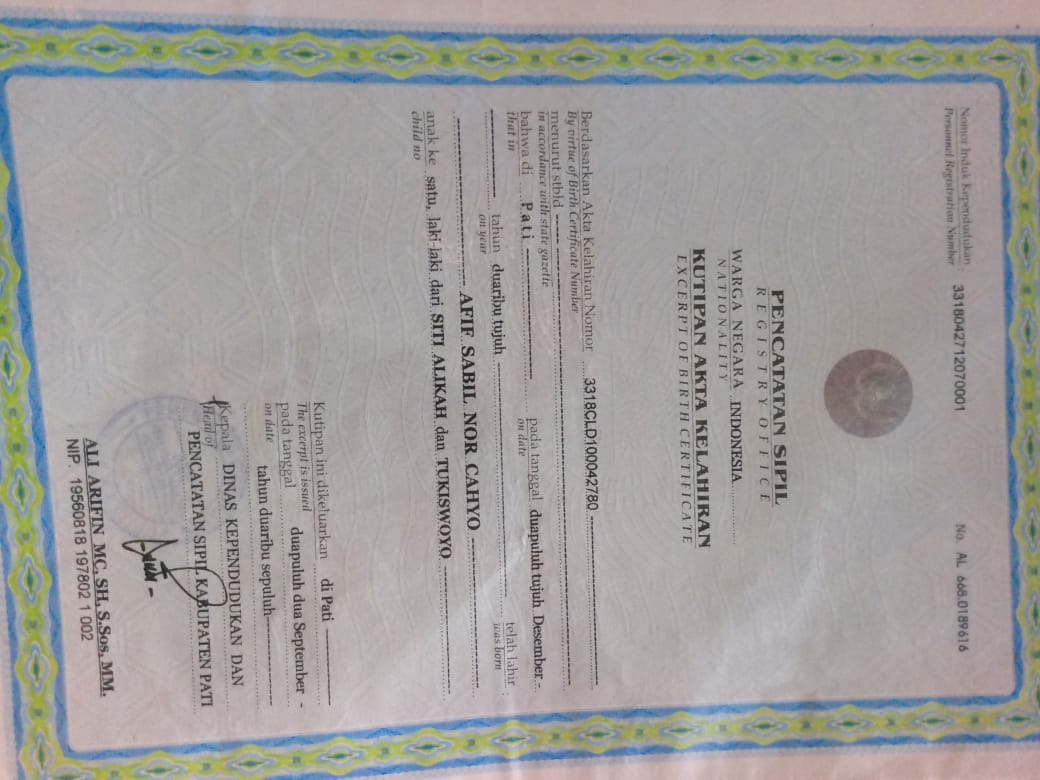 Nomor Induk Kependudukan : 3318042712070001 No. AL 668.0189616
Personnel Registration Number
PENCATATAN SIPIL
REGISTRY OFFICE
WARGA NEGARA INDONESIA
NATIONALITY
KUTIPAN AKTA KELAHIRAN
EXCERPT OF BIRTH CERTIFICATE
Berdasarkan Akta Kelahiran Nomor 3318CLD100042780
By virtue of Birth Certificate Number
menurut stbld
in accordance with state gazette
bahwa di Pati pada tanggal duapuluh tujuh Desember -
that in on date
tahun duaribu tujuh telah lahir
on year was born
AFIF SABIL NOR CAHYO
anak ke satu, laki-laki dari SITI ALIKAH dan TUKISWOYO
child no
Kutipan ini dikeluarkan di Pati
The excerpt is issued
pada tanggal duapuluh dua September -
on date
tahun duaribu sepuluh
Kepala DINAS KEPENDUDUKAN DAN
Head of
PENCATATAN SIPIL KABUPATEN PATI
ALI ARIFIN MC, SH, S.Sos, MM.
NIP. 19560818 197802 1 002